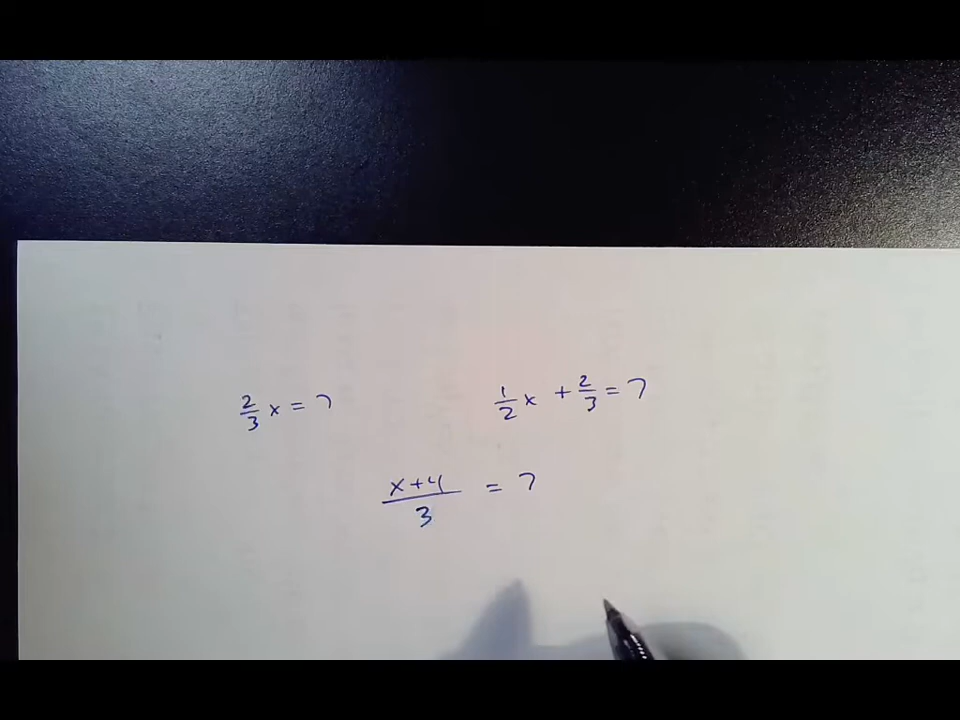 2/3 x = 7
1/2 x + 2/3 = 7
x+4/3 = 7